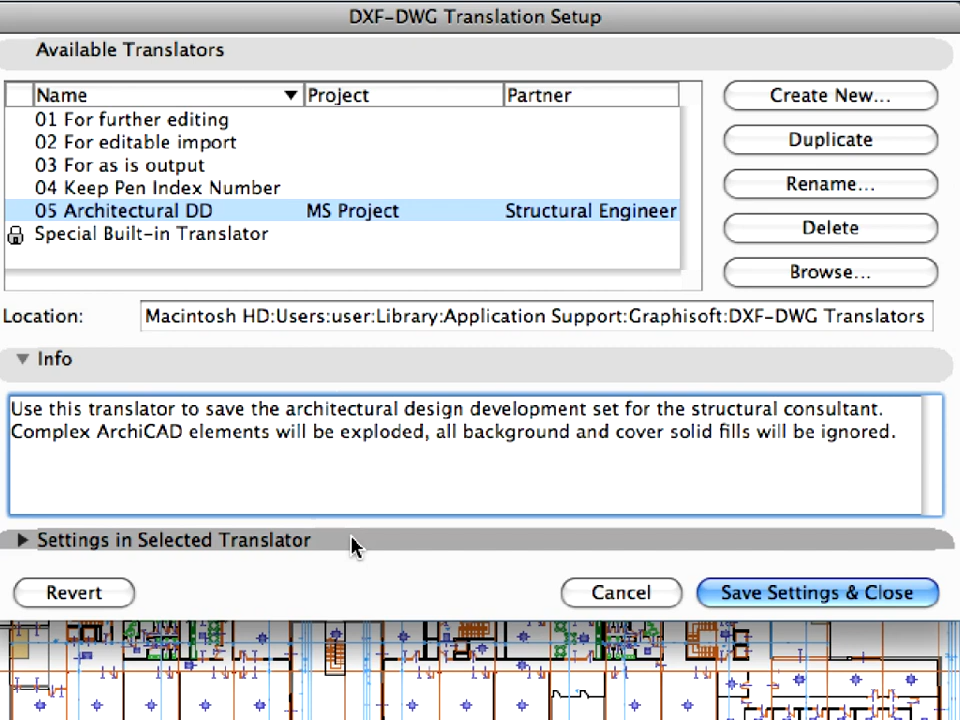 DXF-DWG Translation Setup
Available Translators
Name Project Partner
01 For further editing
02 For editable import
03 For as is output
04 Keep Pen Index Number
05 Architectural DD MS Project Structural Engineer
Special Built-in Translator
Create New...
Duplicate
Rename...
Delete
Browse...
Location: Macintosh HD:Users:user:Library:Application Support:Graphisoft:DXF-DWG Translators
Info
Use this translator to save the architectural design development set for the structural consultant.
Complex ArchiCAD elements will be exploded, all background and cover solid fills will be ignored.
Settings in Selected Translator
Revert Cancel Save Settings & Close